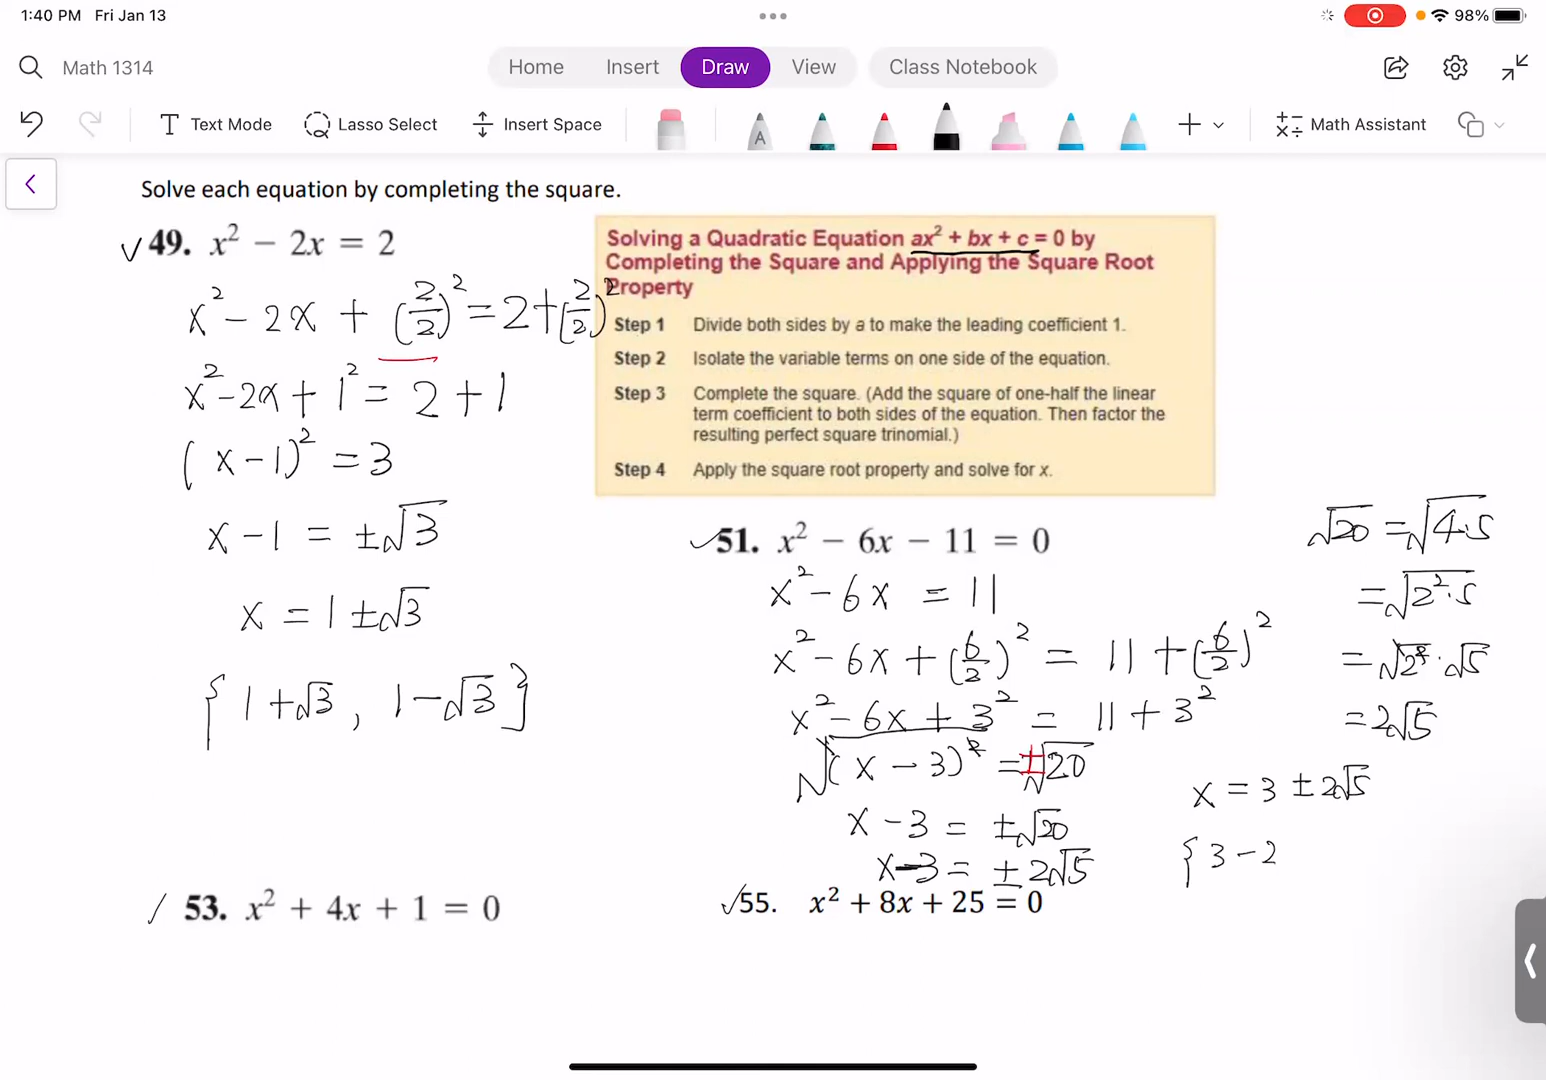 1:40 PM Fri Jan 13
98%
Math 1314
Home Insert Draw View Class Notebook
Text Mode Lasso Select Insert Space A Math Assistant
Solve each equation by completing the square.
✓ 49. x² − 2x = 2
x² − 2x + (2/2)² = 2 + (2/2)²
x² − 2x + 1² = 2 + 1
(x − 1)² = 3
x − 1 = ±√3
x = 1 ± √3
{ 1 + √3 , 1 − √3 }
Solving a Quadratic Equation ax² + bx + c = 0 by
Completing the Square and Applying the Square Root
Property
Step 1 Divide both sides by a to make the leading coefficient 1.
Step 2 Isolate the variable terms on one side of the equation.
Step 3 Complete the square. (Add the square of one-half the linear
term coefficient to both sides of the equation. Then factor the
resulting perfect square trinomial.)
Step 4 Apply the square root property and solve for x.
✓ 51. x² − 6x − 11 = 0
x² − 6x = 11
x² − 6x + (6/2)² = 11 + (6/2)²
x² − 6x + 3² = 11 + 3²
√(x − 3)² = ±√20
x − 3 = ±√20
x − 3 = ± 2√5
√20 = √4·5
= √2²·5
= √2² · √5
= 2√5
x = 3 ± 2√5
{ 3 − 2
/ 53. x² + 4x + 1 = 0
✓ 55. x² + 8x + 25 = 0